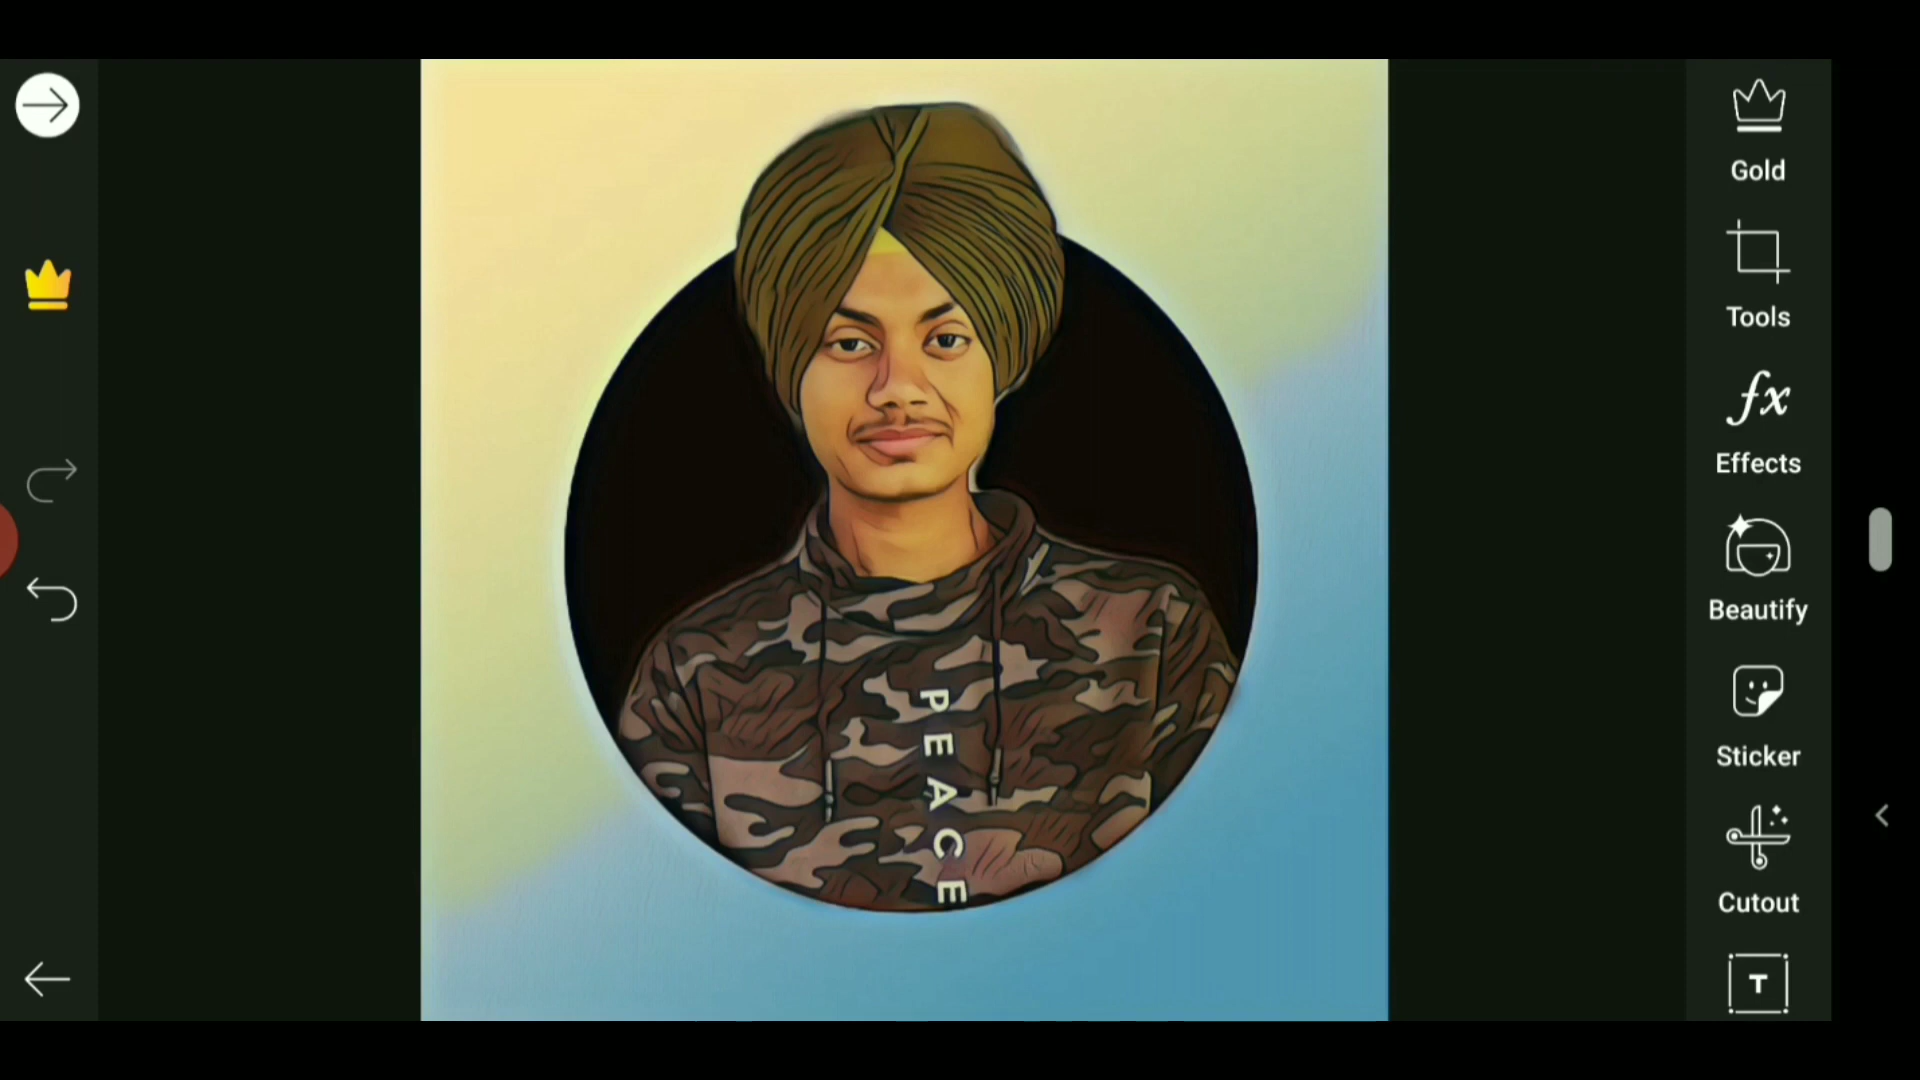 Gold
Tools
fx
Effects
Beautify
Sticker
Cutout
T
PEACE